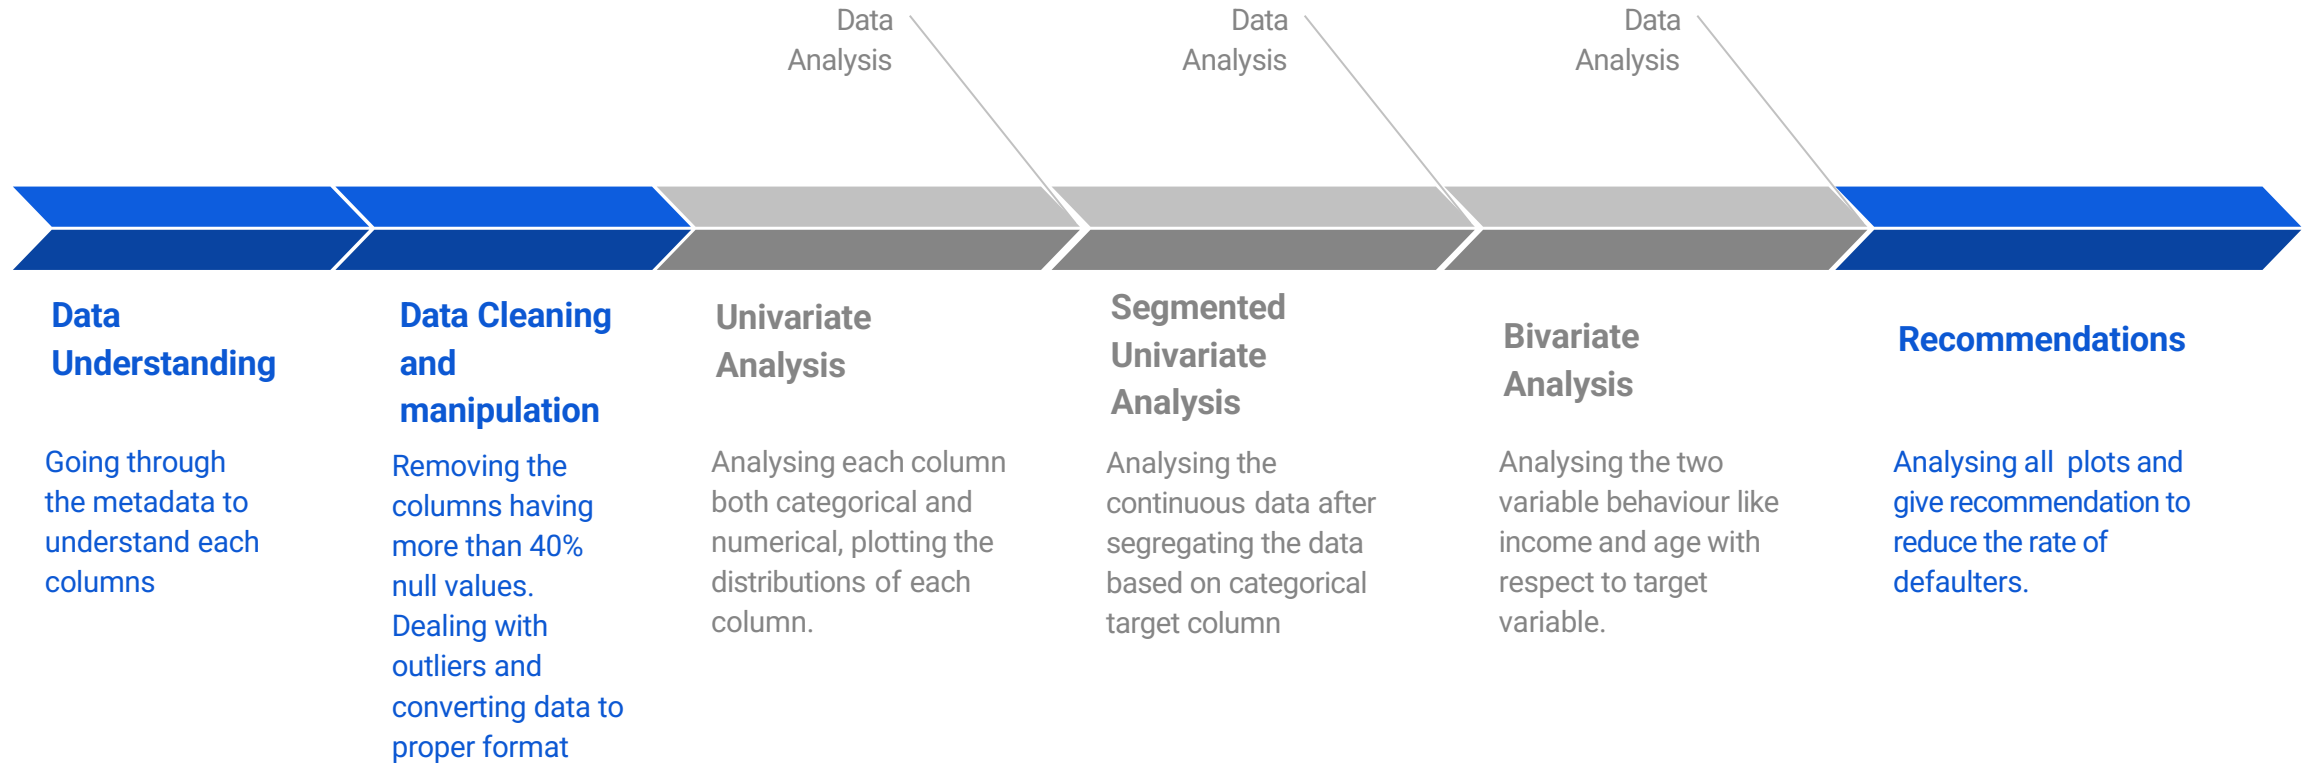 Data
Analysis
Data
Analysis
Data
Analysis
Data
Understanding
Going through
the metadata to
understand each
columns
Data Cleaning
and
manipulation
Removing the
columns having
more than 40%
null values.
Dealing with
outliers and
converting data to
proper format
Univariate
Analysis
Analysing each column
both categorical and
numerical, plotting the
distributions of each
column.
Segmented
Univariate
Analysis
Analysing the
continuous data after
segregating the data
based on categorical
target column
Bivariate
Analysis
Analysing the two
variable behaviour like
income and age with
respect to target
variable.
Recommendations
Analysing all plots and
give recommendation to
reduce the rate of
defaulters.